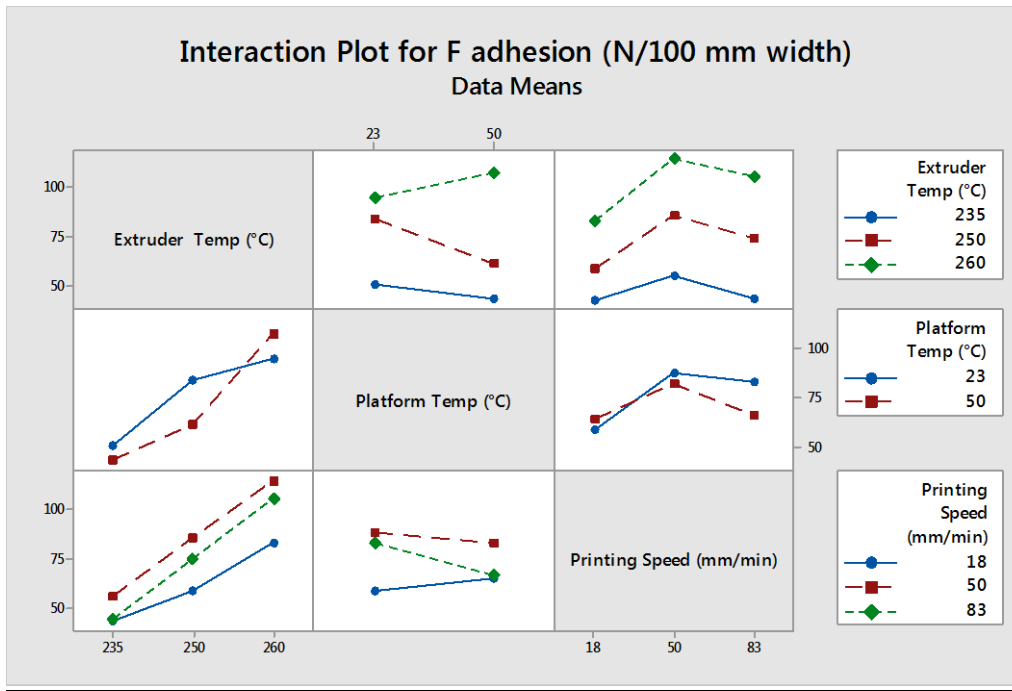 Interaction Plot for F adhesion (N/100 mm width)
Data Means
23 50
100
75
50
Extruder Temp (°C)
Extruder
Temp (°C)
235
250
260
Platform Temp (°C)
100
75
50
Platform
Temp (°C)
23
50
100
75
50
Printing Speed (mm/min)
Printing
Speed
(mm/min)
18
50
83
235 250 260 18 50 83